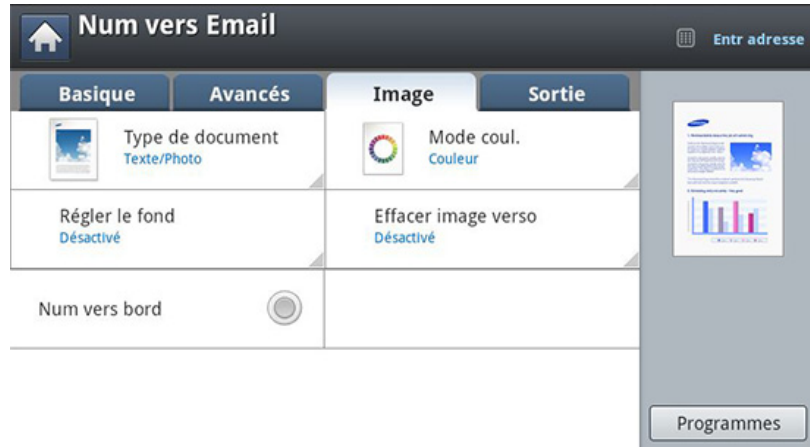 Num vers Email
Entr adresse
Basique
Avancés
Image
Sortie
Type de document
Texte/Photo
Mode coul.
Couleur
Régler le fond
Désactivé
Effacer image verso
Désactivé
Num vers bord
Programmes